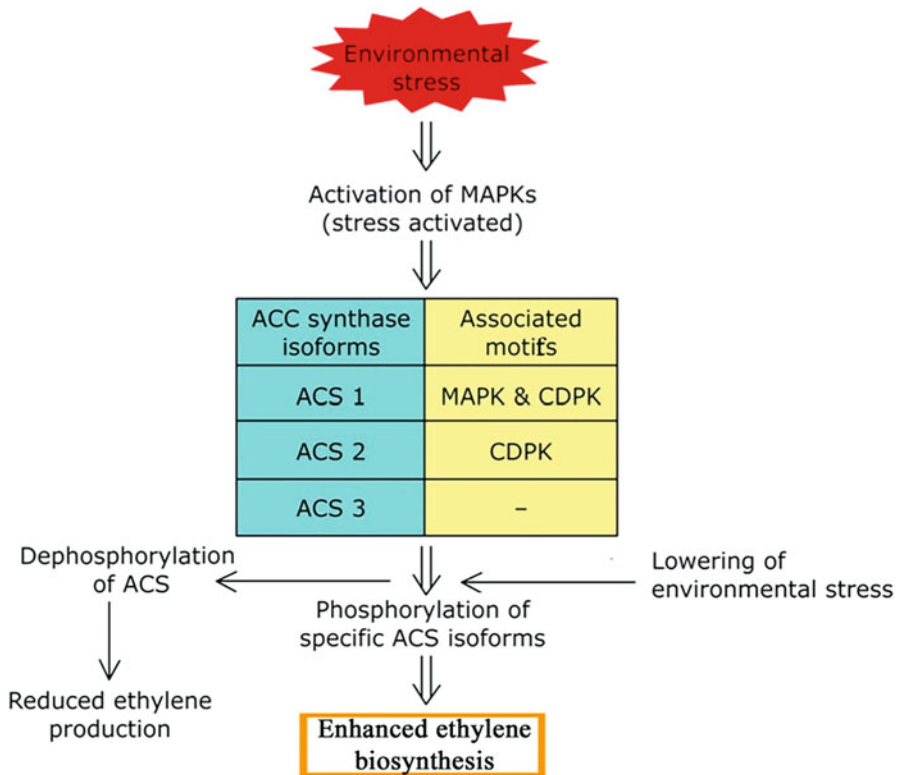 Environmental
stress
Activation of MAPKs
(stress activated)
ACC synthase
isoforms
Associated
motifs
ACS 1
MAPK & CDPK
ACS 2
CDPK
ACS 3
–
Dephosphorylation
of ACS
Lowering of
environmental stress
Phosphorylation of
specific ACS isoforms
Reduced ethylene
production
Enhanced ethylene
biosynthesis